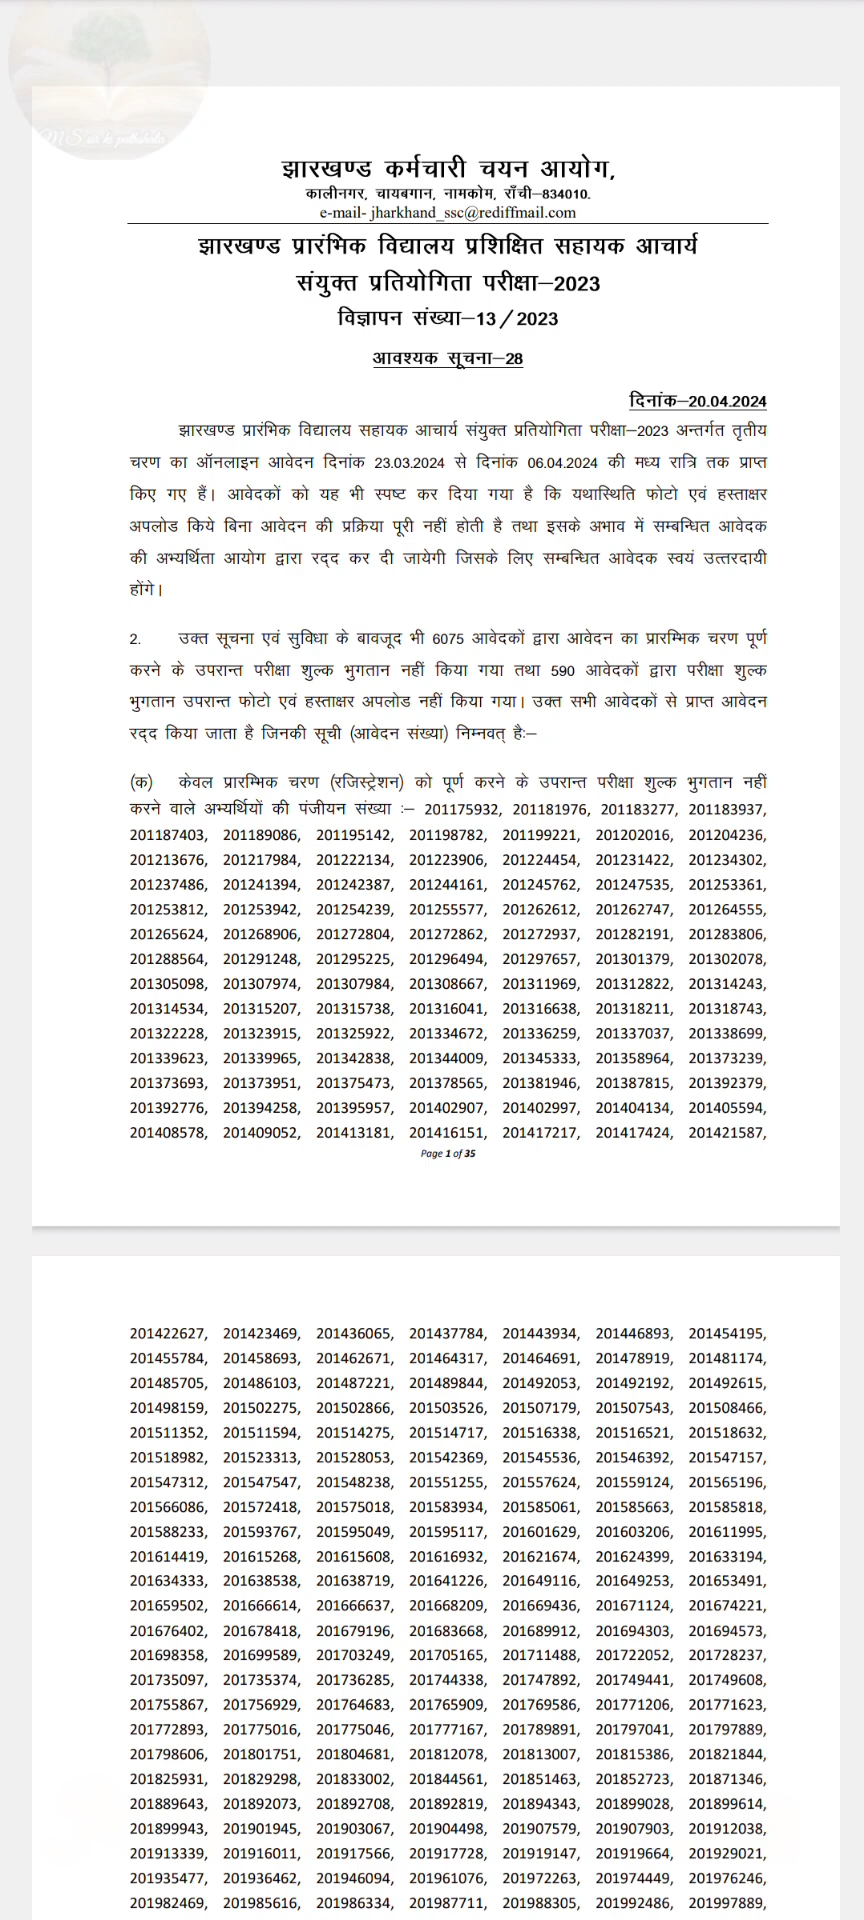 M S sir ki pathshala
झारखण्ड कर्मचारी चयन आयोग,
कालीनगर, चायबगान, नामकोम, राँची–834010.
e-mail- jharkhand_ssc@rediffmail.com
झारखण्ड प्रारंभिक विद्यालय प्रशिक्षित सहायक आचार्य
संयुक्त प्रतियोगिता परीक्षा–2023
विज्ञापन संख्या–13/2023
आवश्यक सूचना–28
दिनांक–20.04.2024
झारखण्ड प्रारंभिक विद्यालय सहायक आचार्य संयुक्त प्रतियोगिता परीक्षा–2023 अन्तर्गत तृतीय
चरण का ऑनलाइन आवेदन दिनांक 23.03.2024 से दिनांक 06.04.2024 की मध्य रात्रि तक प्राप्त
किए गए हैं। आवेदकों को यह भी स्पष्ट कर दिया गया है कि यथास्थिति फोटो एवं हस्ताक्षर
अपलोड किये बिना आवेदन की प्रक्रिया पूरी नहीं होती है तथा इसके अभाव में सम्बन्धित आवेदक
की अभ्यर्थिता आयोग द्वारा रद्द कर दी जायेगी जिसके लिए सम्बन्धित आवेदक स्वयं उत्तरदायी
होंगे।
2. उक्त सूचना एवं सुविधा के बावजूद भी 6075 आवेदकों द्वारा आवेदन का प्रारम्भिक चरण पूर्ण
करने के उपरान्त परीक्षा शुल्क भुगतान नहीं किया गया तथा 590 आवेदकों द्वारा परीक्षा शुल्क
भुगतान उपरान्त फोटो एवं हस्ताक्षर अपलोड नहीं किया गया। उक्त सभी आवेदकों से प्राप्त आवेदन
रद्द किया जाता है जिनकी सूची (आवेदन संख्या) निम्नवत् है:–
(क) केवल प्रारम्भिक चरण (रजिस्ट्रेशन) को पूर्ण करने के उपरान्त परीक्षा शुल्क भुगतान नहीं
करने वाले अभ्यर्थियों की पंजीयन संख्या :– 201175932, 201181976, 201183277, 201183937,
201187403, 201189086, 201195142, 201198782, 201199221, 201202016, 201204236,
201213676, 201217984, 201222134, 201223906, 201224454, 201231422, 201234302,
201237486, 201241394, 201242387, 201244161, 201245762, 201247535, 201253361,
201253812, 201253942, 201254239, 201255577, 201262612, 201262747, 201264555,
201265624, 201268906, 201272804, 201272862, 201272937, 201282191, 201283806,
201288564, 201291248, 201295225, 201296494, 201297657, 201301379, 201302078,
201305098, 201307974, 201307984, 201308667, 201311969, 201312822, 201314243,
201314534, 201315207, 201315738, 201316041, 201316638, 201318211, 201318743,
201322228, 201323915, 201325922, 201334672, 201336259, 201337037, 201338699,
201339623, 201339965, 201342838, 201344009, 201345333, 201358964, 201373239,
201373693, 201373951, 201375473, 201378565, 201381946, 201387815, 201392379,
201392776, 201394258, 201395957, 201402907, 201402997, 201404134, 201405594,
201408578, 201409052, 201413181, 201416151, 201417217, 201417424, 201421587,
Page 1 of 35
201422627, 201423469, 201436065, 201437784, 201443934, 201446893, 201454195,
201455784, 201458693, 201462671, 201464317, 201464691, 201478919, 201481174,
201485705, 201486103, 201487221, 201489844, 201492053, 201492192, 201492615,
201498159, 201502275, 201502866, 201503526, 201507179, 201507543, 201508466,
201511352, 201511594, 201514275, 201514717, 201516338, 201516521, 201518632,
201518982, 201523313, 201528053, 201542369, 201545536, 201546392, 201547157,
201547312, 201547547, 201548238, 201551255, 201557624, 201559124, 201565196,
201566086, 201572418, 201575018, 201583934, 201585061, 201585663, 201585818,
201588233, 201593767, 201595049, 201595117, 201601629, 201603206, 201611995,
201614419, 201615268, 201615608, 201616932, 201621674, 201624399, 201633194,
201634333, 201638538, 201638719, 201641226, 201649116, 201649253, 201653491,
201659502, 201666614, 201666637, 201668209, 201669436, 201671124, 201674221,
201676402, 201678418, 201679196, 201683668, 201689912, 201694303, 201694573,
201698358, 201699589, 201703249, 201705165, 201711488, 201722052, 201728237,
201735097, 201735374, 201736285, 201744338, 201747892, 201749441, 201749608,
201755867, 201756929, 201764683, 201765909, 201769586, 201771206, 201771623,
201772893, 201775016, 201775046, 201777167, 201789891, 201797041, 201797889,
201798606, 201801751, 201804681, 201812078, 201813007, 201815386, 201821844,
201825931, 201829298, 201833002, 201844561, 201851463, 201852723, 201871346,
201889643, 201892073, 201892708, 201892819, 201894343, 201899028, 201899614,
201899943, 201901945, 201903067, 201904498, 201907579, 201907903, 201912038,
201913339, 201916011, 201917566, 201917728, 201919147, 201919664, 201929021,
201935477, 201936462, 201946094, 201961076, 201972263, 201974449, 201976246,
201982469, 201985616, 201986334, 201987711, 201988305, 201992486, 201997889,